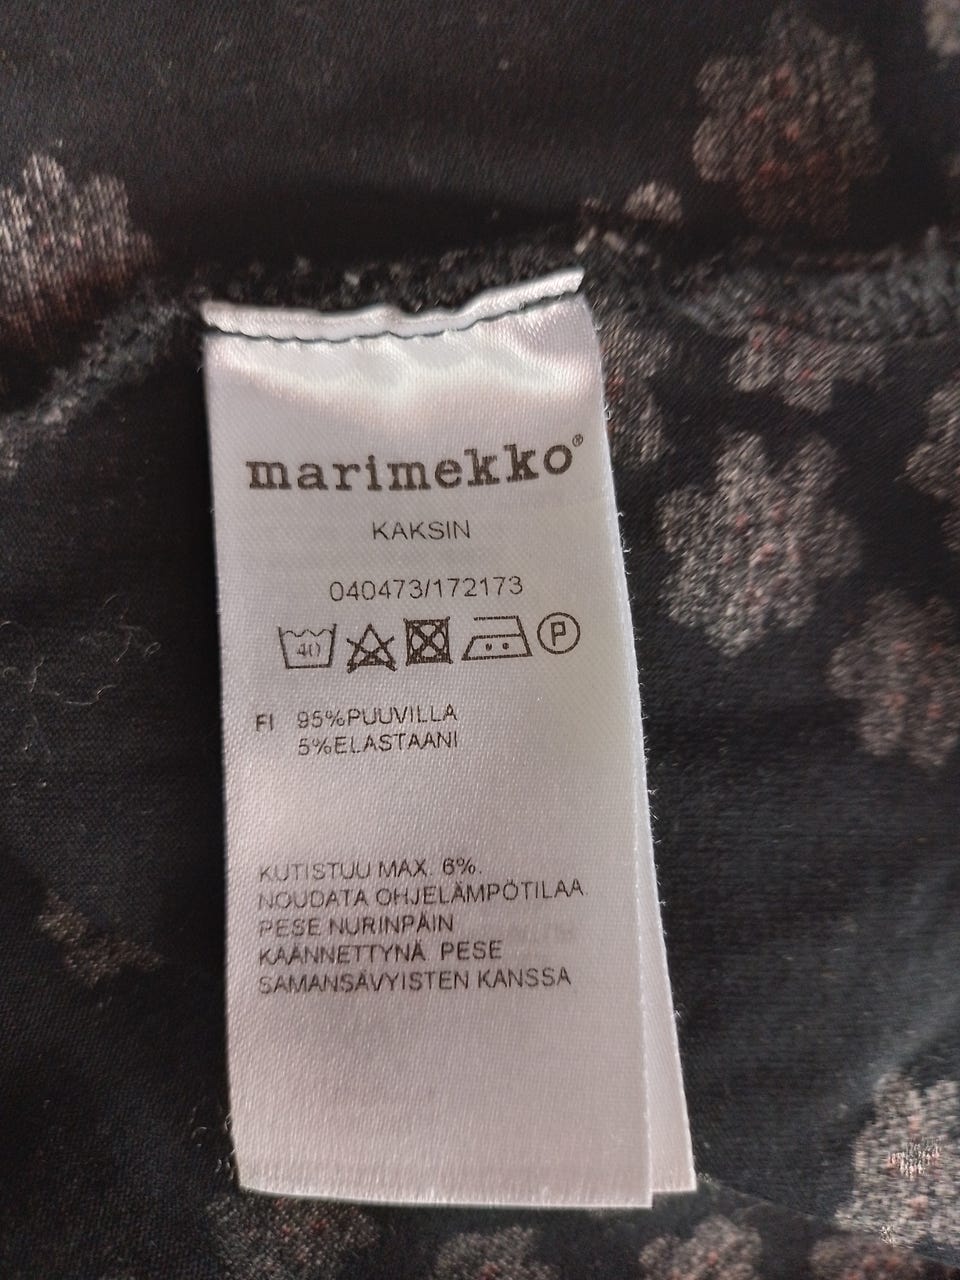 marimekko®
KAKSIN
040473/172173
40 P
FI 95%PUUVILLA
5%ELASTAANI
KUTISTUU MAX. 6%.
NOUDATA OHJELÄMPÖTILAA.
PESE NURINPÄIN
KÄÄNNETTYNÄ. PESE
SAMANSÄVYISTEN KANSSA